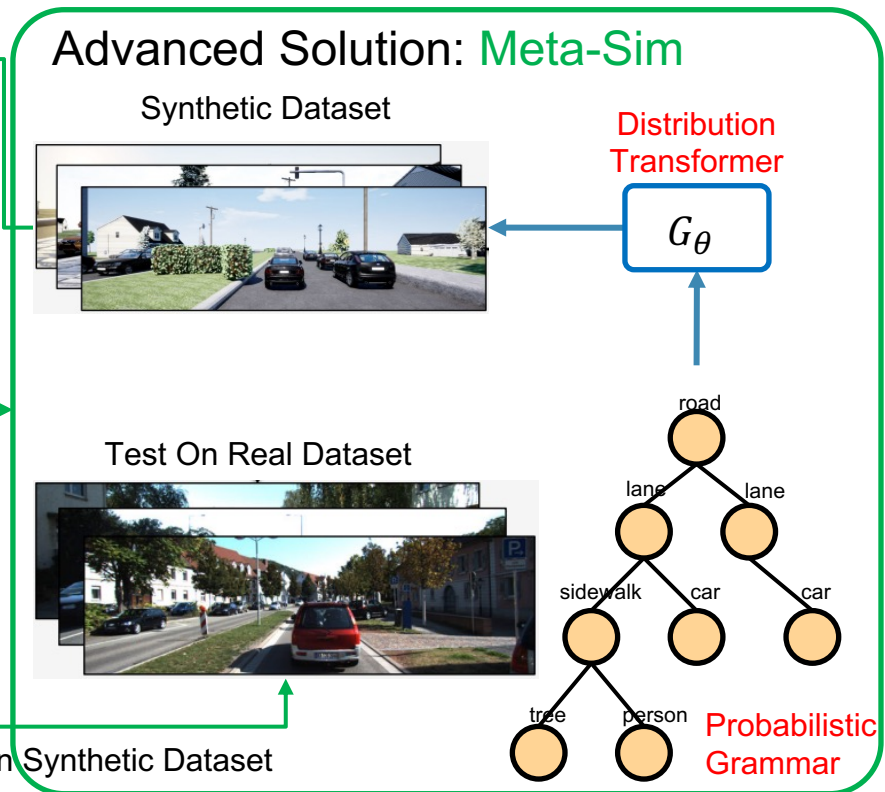 Advanced Solution: Meta-Sim
Synthetic Dataset
Distribution
Transformer
G_θ
Test On Real Dataset
road
lane
lane
sidewalk
car
car
tree
person
Probabilistic
Grammar
n Synthetic Dataset
P